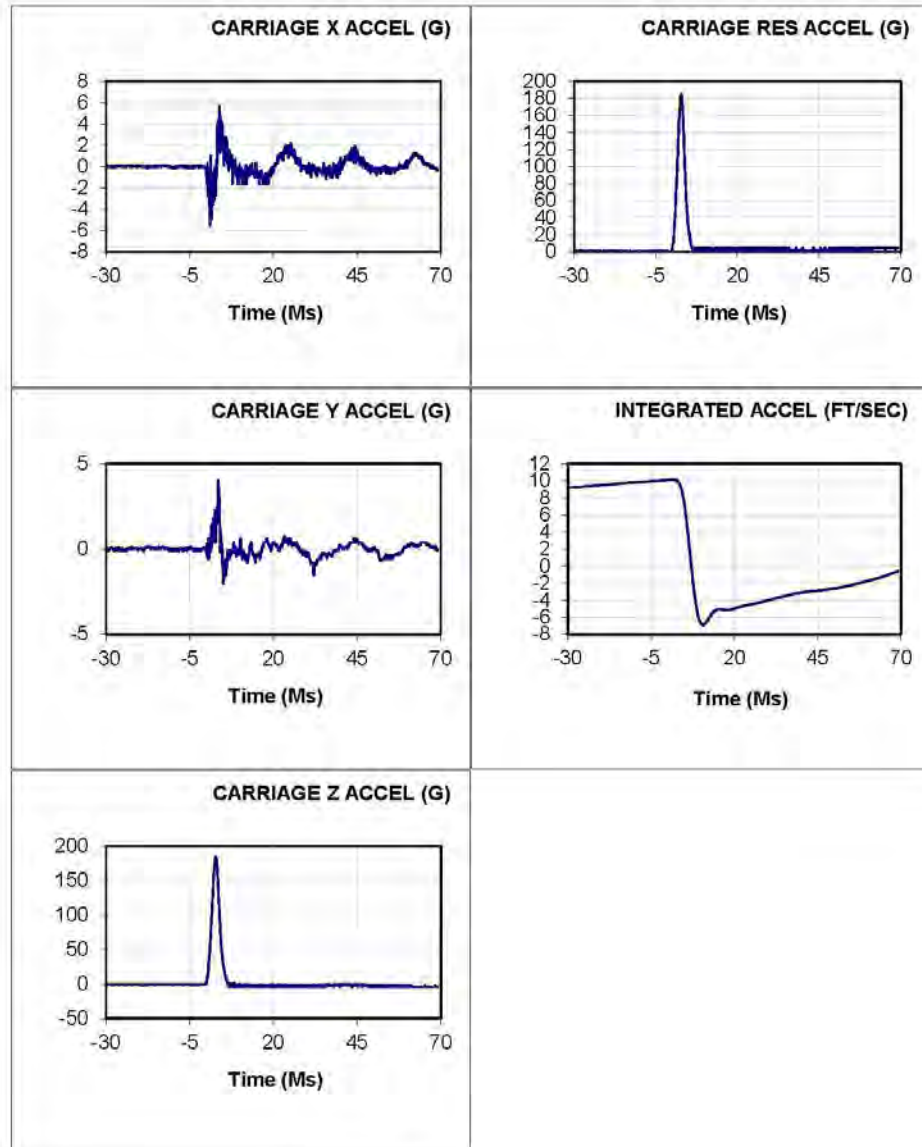 CARRIAGE X ACCEL (G)
8
6
4
2
0
-2
-4
-6
-8
-30 -5 20 45 70
Time (Ms)
CARRIAGE RES ACCEL (G)
200
180
160
140
120
100
80
60
40
20
0
-30 -5 20 45 70
Time (Ms)
CARRIAGE Y ACCEL (G)
5
0
-5
-30 -5 20 45 70
Time (Ms)
INTEGRATED ACCEL (FT/SEC)
12
10
8
6
4
2
0
-2
-4
-6
-8
-30 -5 20 45 70
Time (Ms)
CARRIAGE Z ACCEL (G)
200
150
100
50
0
-50
-30 -5 20 45 70
Time (Ms)